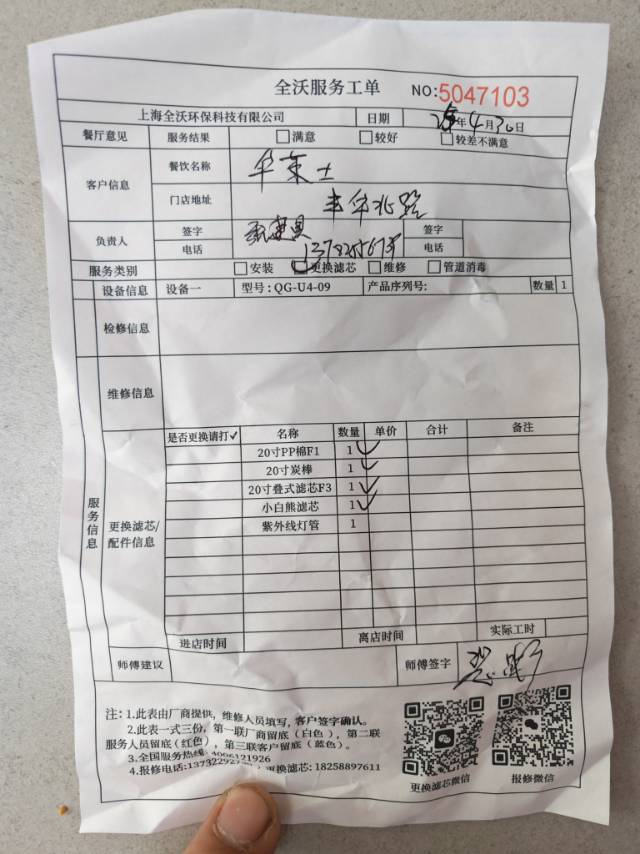 全沃服务工单 NO:5047103
上海全沃环保科技有限公司 日期 年4月30日
餐厅意见 服务结果 □满意 □较好 □较差不满意
客户信息 餐饮名称 华莱士
门店地址 丰华北路
负责人 签字 签字
电话 电话
服务类别 □安装 □更换滤芯 □维修 □管道消毒
设备信息 设备一 型号:QG-U4-09 产品序列号: 数量 1
检修信息
维修信息
服务信息
更换滤芯/配件信息
是否更换请打✓ 名称 数量 单价 合计 备注
20寸PP棉F1 1 ✓
20寸炭棒 1 ✓
20寸叠式滤芯F3 1 ✓
小白熊滤芯 1 ✓
紫外线灯管 1
进店时间 离店时间 实际工时
师傅建议 师傅签字
注: 1.此表由厂商提供, 维修人员填写, 客户签字确认。
2.此表一式三份, 第一联厂商留底(白色), 第二联
服务人员留底(红色), 第三联客户留底(蓝色)。
3.全国服务热线: 4006121926
4.报修电话:1373229270 更换滤芯: 18258897611
更换滤芯微信 报修微信